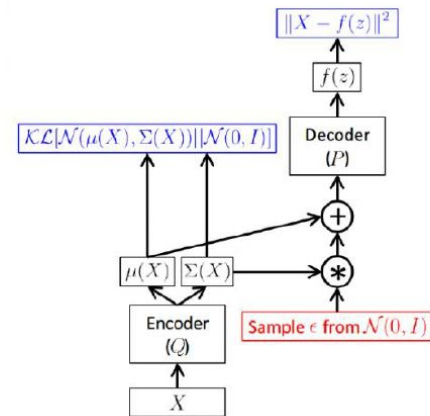 ‖X − f(z)‖²
f(z)
𝒦ℒ[𝒩(μ(X), Σ(X))||𝒩(0, I)]
Decoder
(P)
+
μ(X) Σ(X)
*
Encoder
(Q)
Sample ϵ from 𝒩(0, I)
X